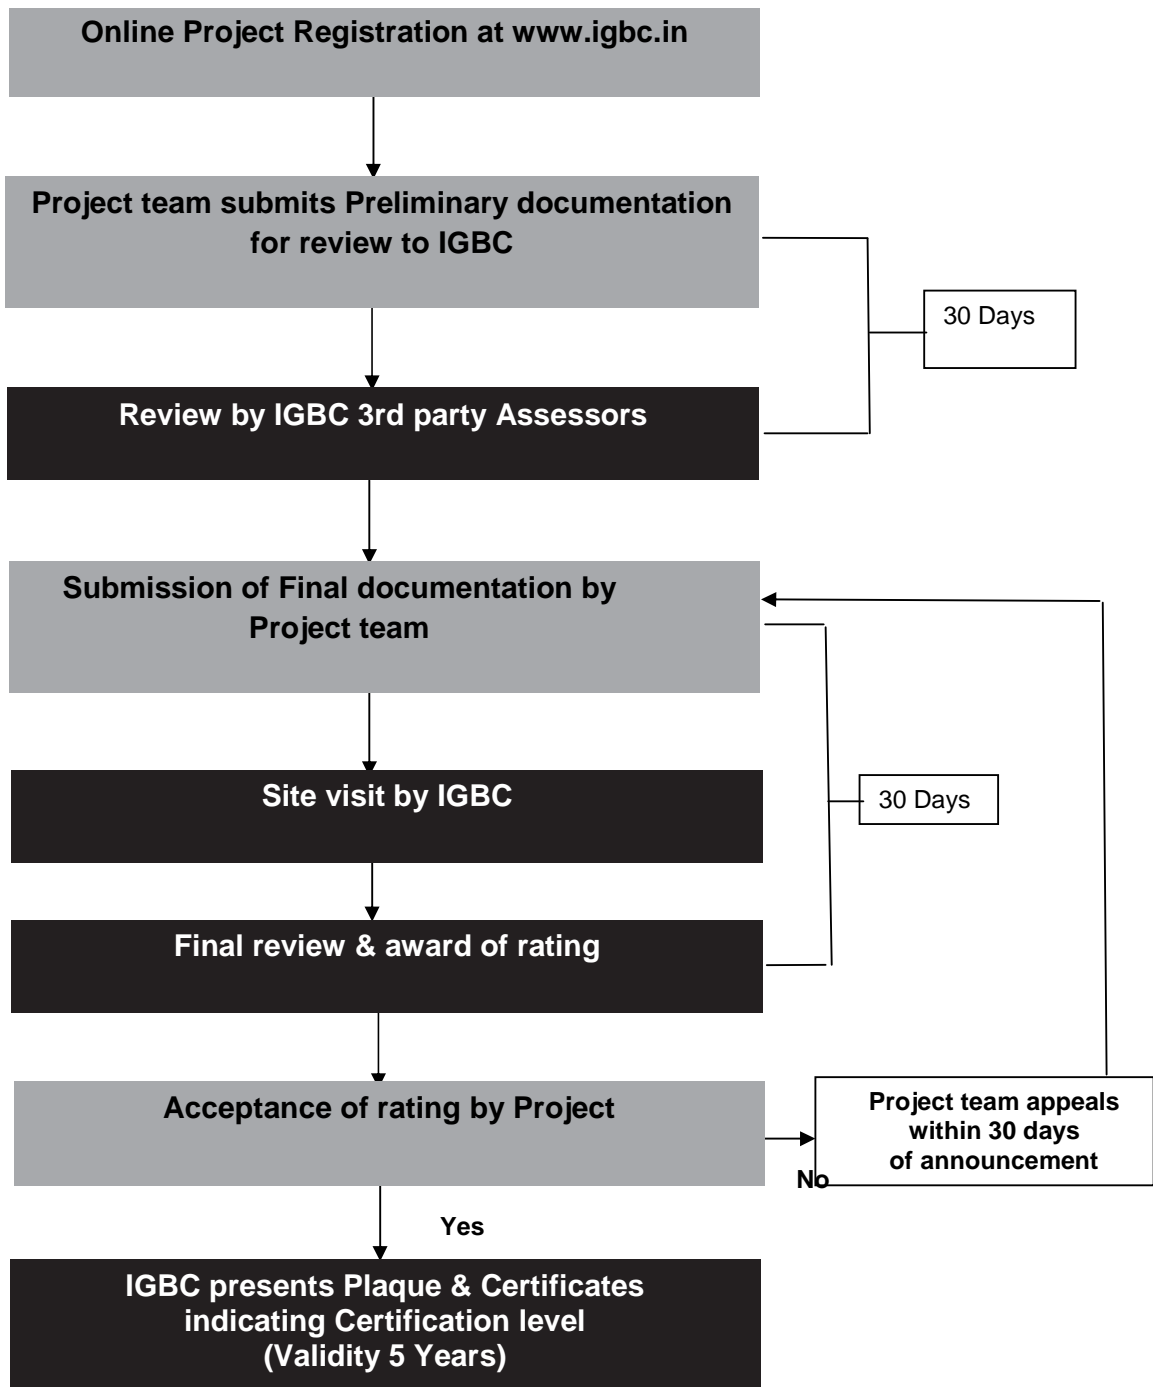 Online Project Registration at www.igbc.in
Project team submits Preliminary documentation
for review to IGBC
30 Days
Review by IGBC 3rd party Assessors
Submission of Final documentation by
Project team
Site visit by IGBC
30 Days
Final review & award of rating
Acceptance of rating by Project
Project team appeals
within 30 days
of announcement
No
Yes
IGBC presents Plaque & Certificates
indicating Certification level
(Validity 5 Years)